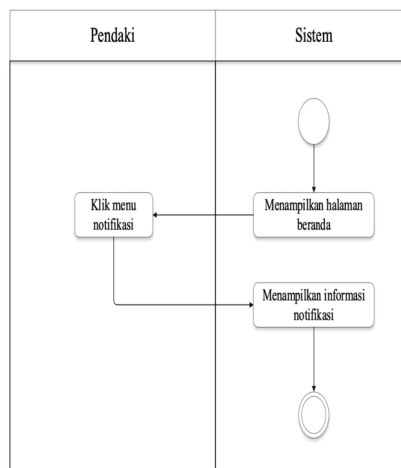 Pendaki
Sistem
Menampilkan halaman
beranda
Klik menu
notifikasi
Menampilkan informasi
notifikasi